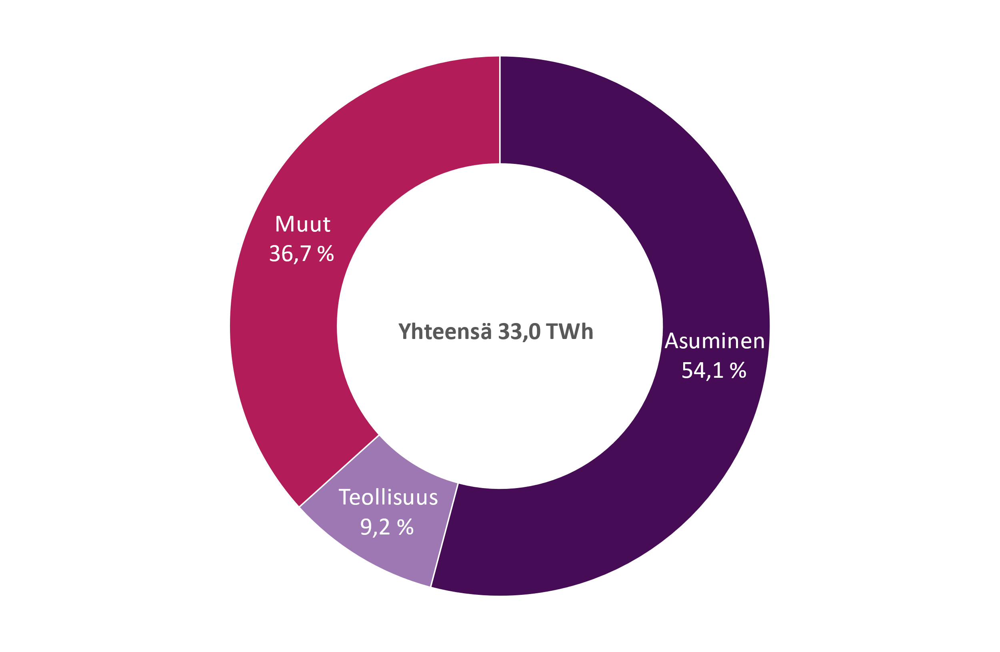 Muut
36,7 %
Yhteensä 33,0 TWh
Asuminen
54,1 %
Teollisuus
9,2 %